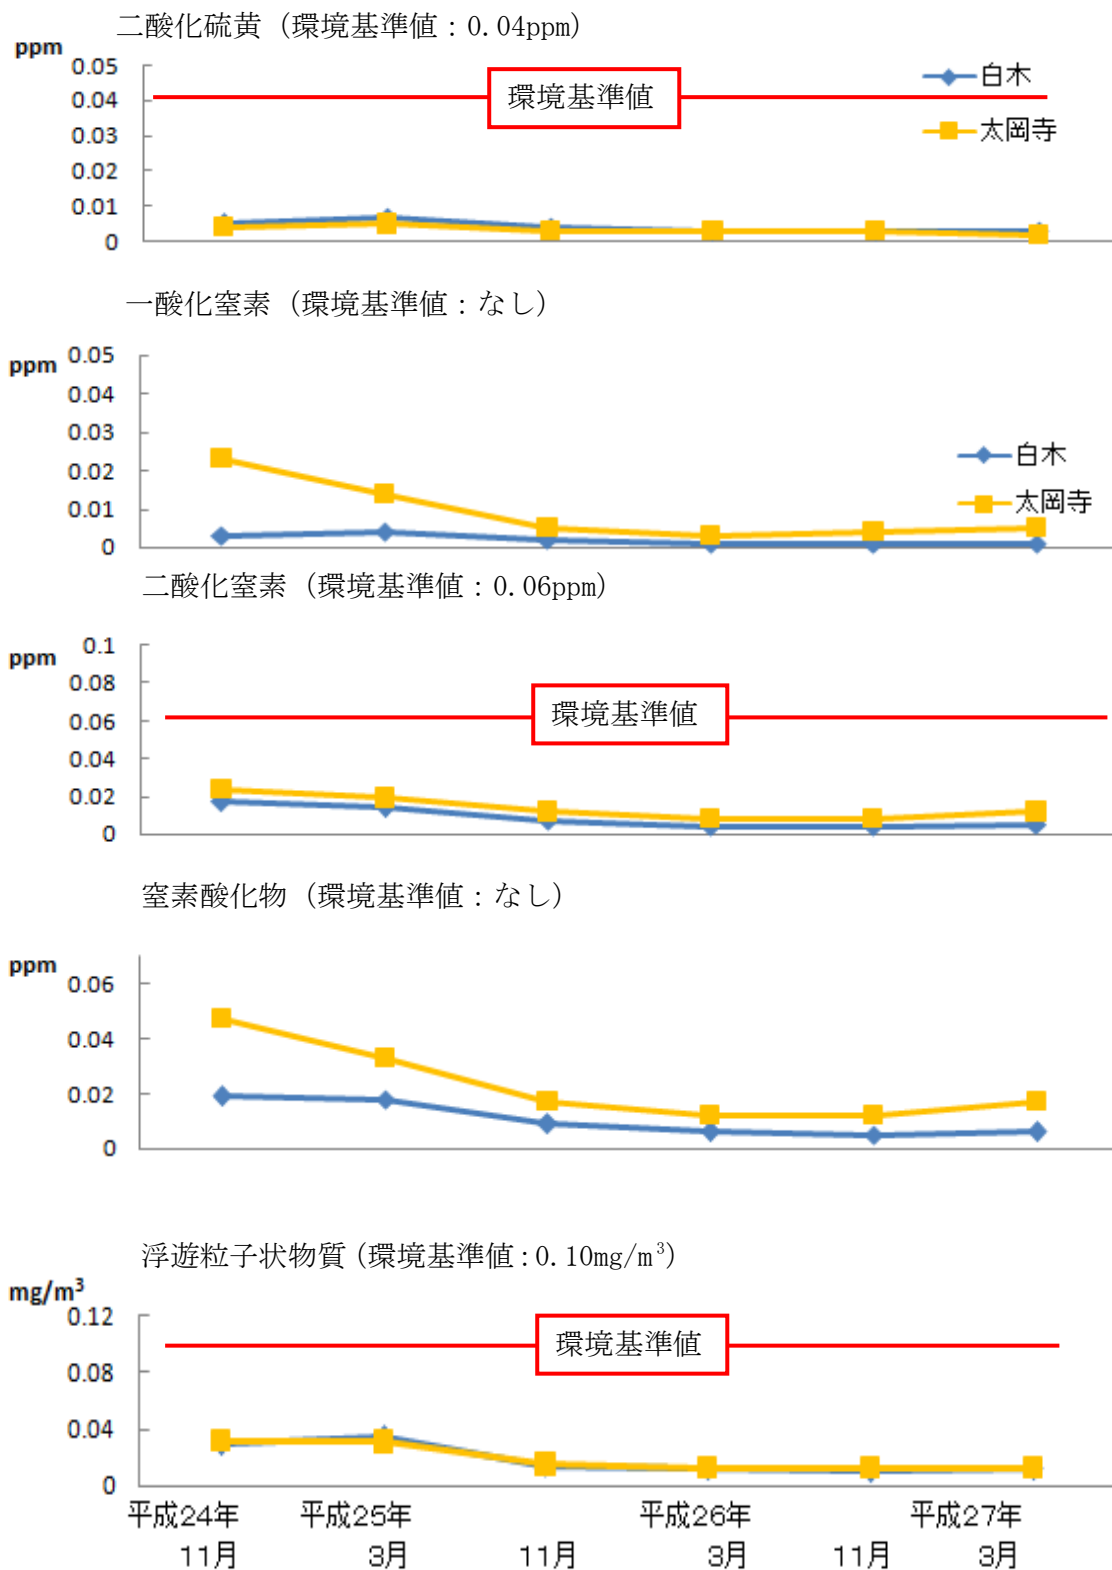 二酸化硫黄（環境基準値：0.04ppm）
ppm
0.05
0.04
0.03
0.02
0.01
0
環境基準値
白木
太岡寺
一酸化窒素（環境基準値：なし）
ppm
0.05
0.04
0.03
0.02
0.01
0
白木
太岡寺
二酸化窒素（環境基準値：0.06ppm）
ppm
0.1
0.08
0.06
0.04
0.02
0
環境基準値
窒素酸化物（環境基準値：なし）
ppm
0.06
0.04
0.02
0
浮遊粒子状物質（環境基準値：0.10mg/m³）
mg/m³
0.12
0.08
0.04
0
環境基準値
平成24年 平成25年 平成26年 平成27年
11月 3月 11月 3月 11月 3月